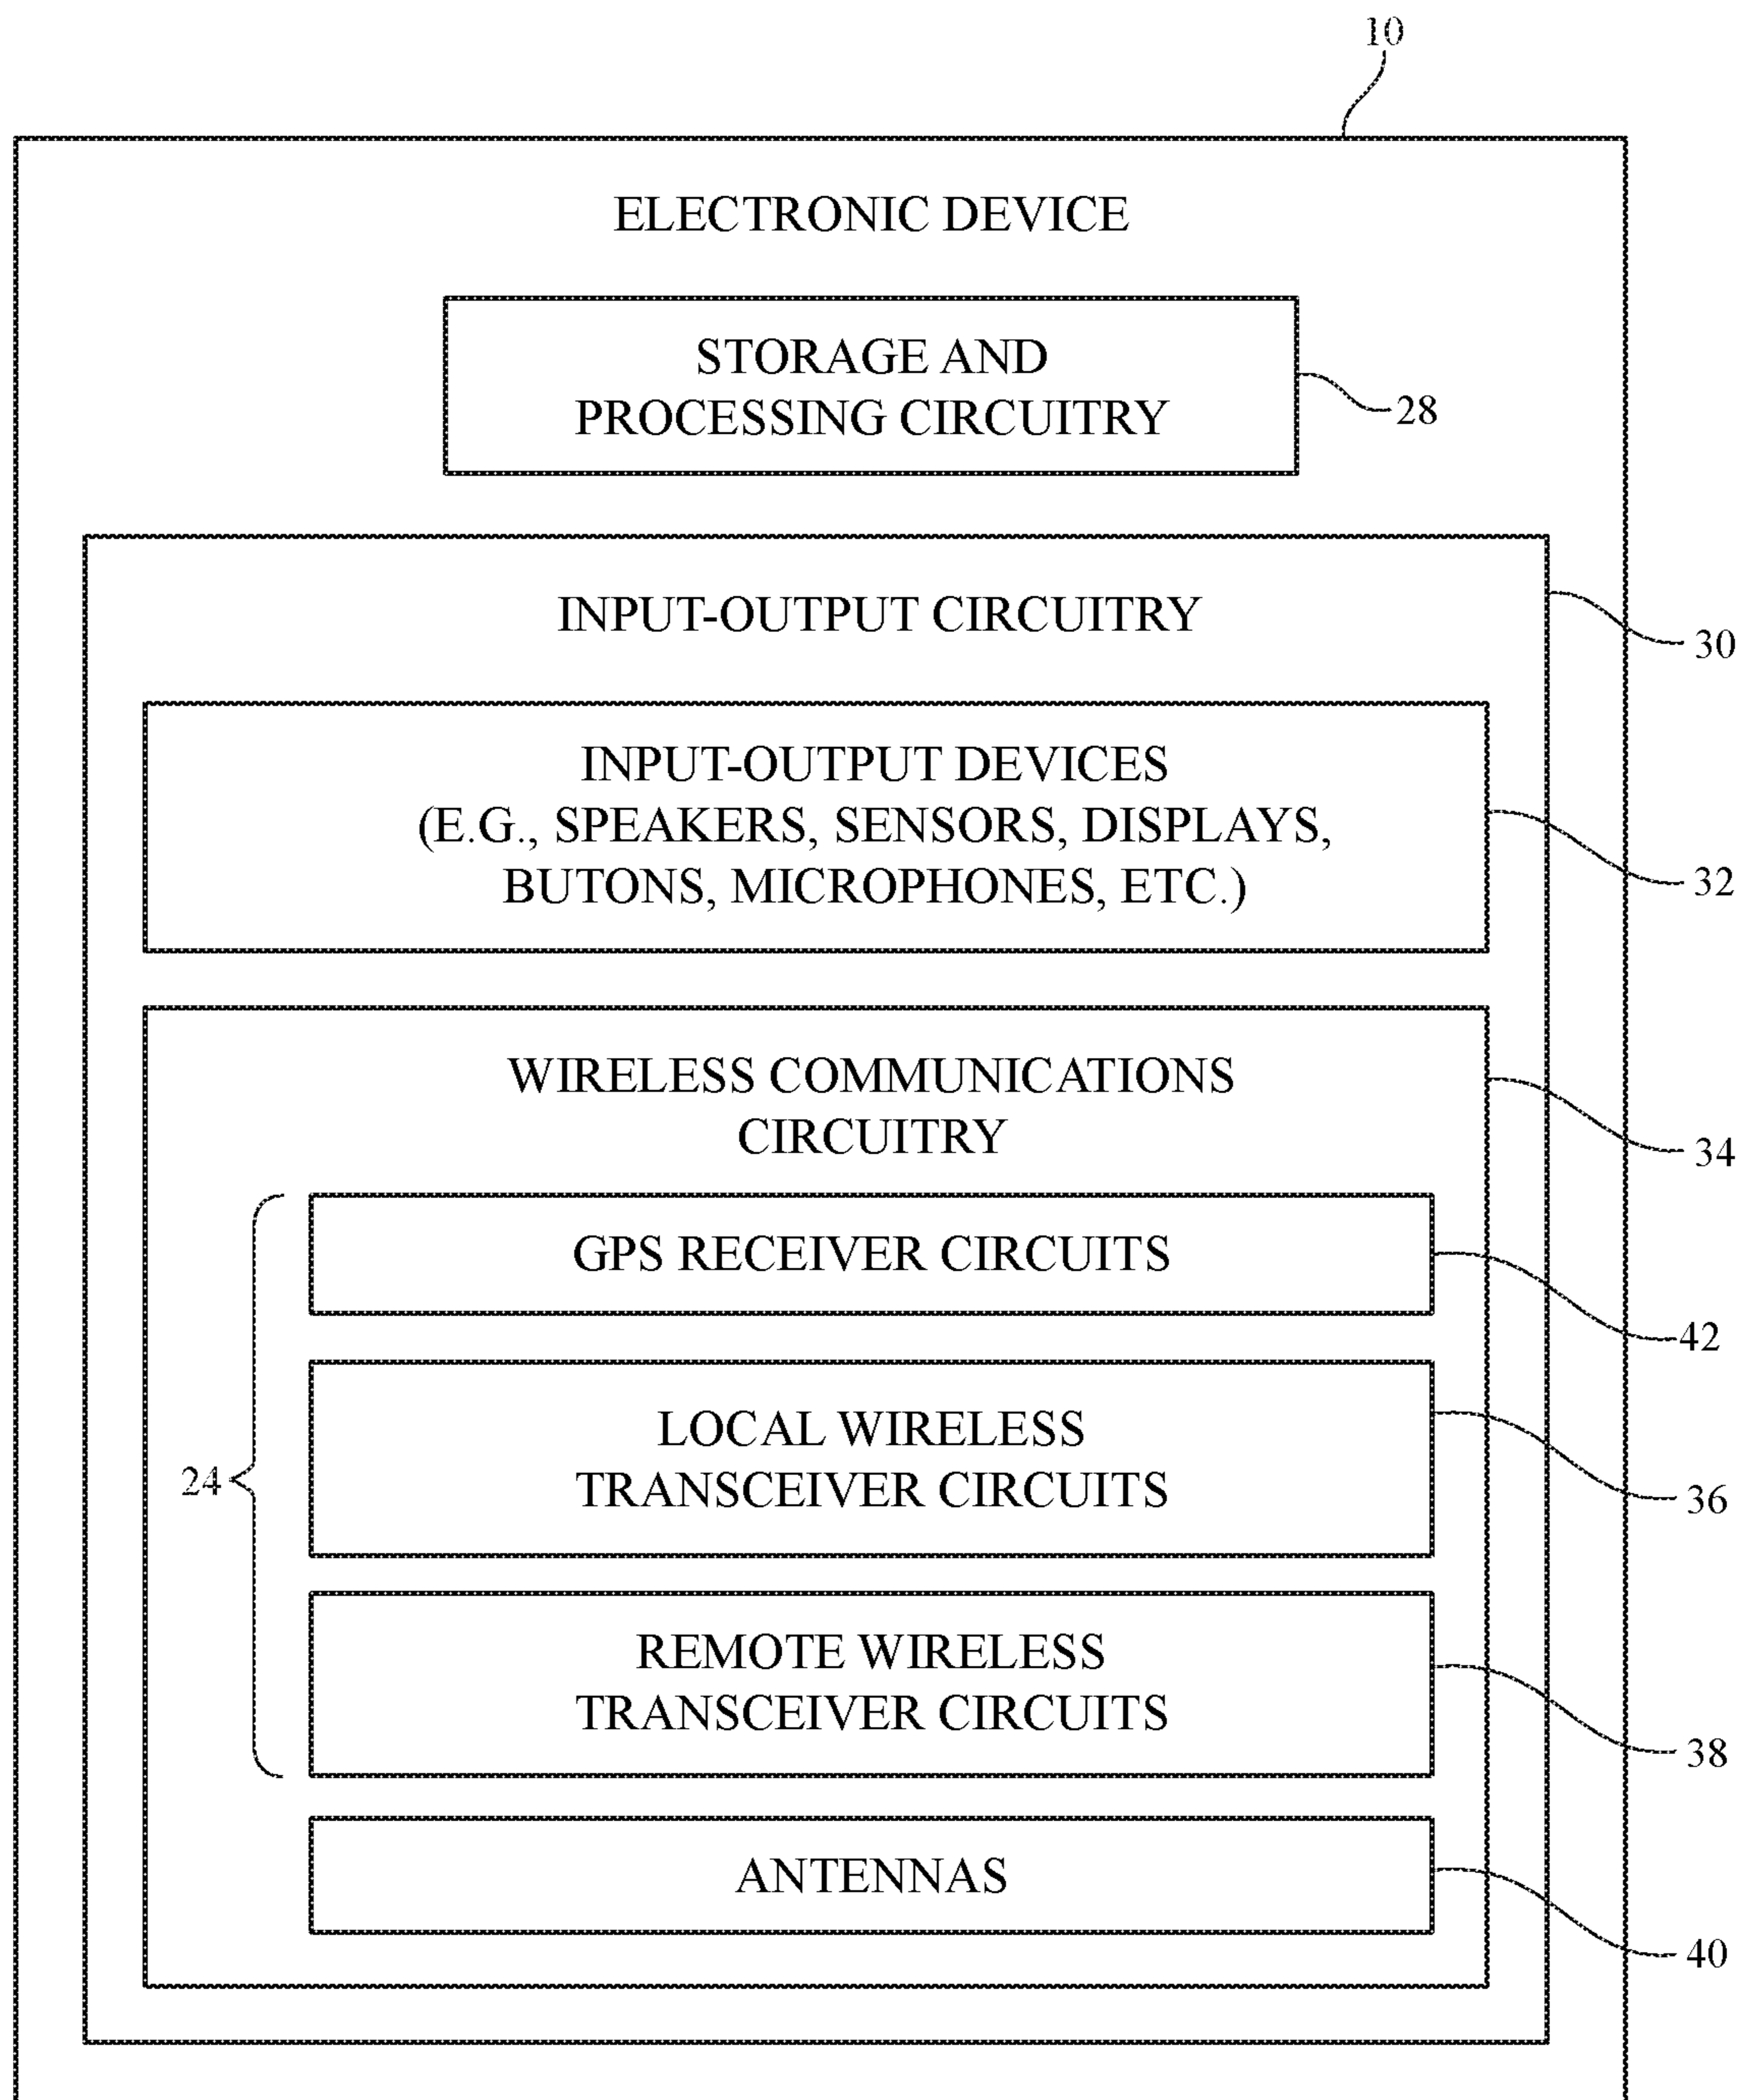 10
ELECTRONIC DEVICE
STORAGE AND
PROCESSING CIRCUITRY
28
INPUT-OUTPUT CIRCUITRY
30
INPUT-OUTPUT DEVICES
(E.G., SPEAKERS, SENSORS, DISPLAYS,
BUTONS, MICROPHONES, ETC.)
32
WIRELESS COMMUNICATIONS
CIRCUITRY
34
GPS RECEIVER CIRCUITS
42
LOCAL WIRELESS
TRANSCEIVER CIRCUITS
36
24
REMOTE WIRELESS
TRANSCEIVER CIRCUITS
38
ANTENNAS
40